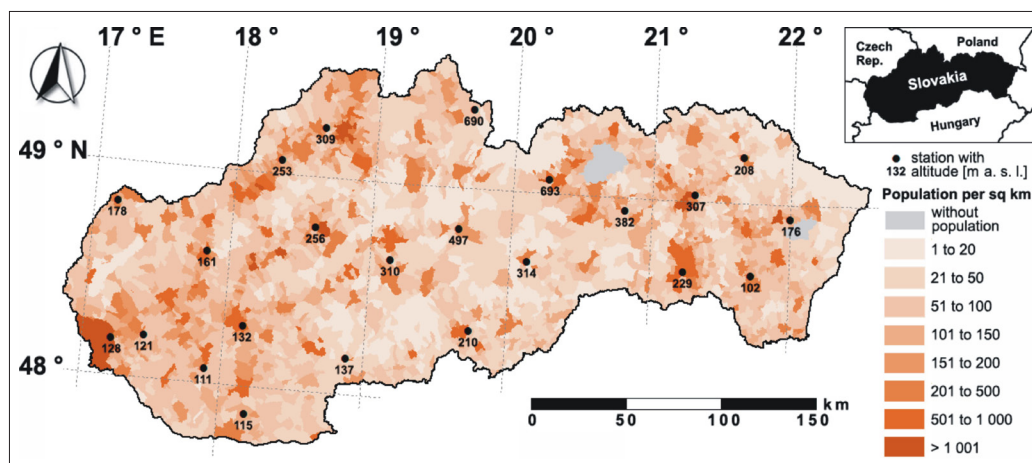 17 ° E
18 °
19 °
20 °
21 °
22 °
49 ° N
48 °
Czech
Rep.
Poland
Slovakia
Hungary
690
309
253
178
161
256
497
310
314
693
382
307
208
176
229
102
128
121
132
111
115
137
210
station with
132 altitude [m a. s. l.]
Population per sq km
without
population
1 to 20
21 to 50
51 to 100
101 to 150
151 to 200
201 to 500
501 to 1 000
> 1 001
km
0 50 100 150